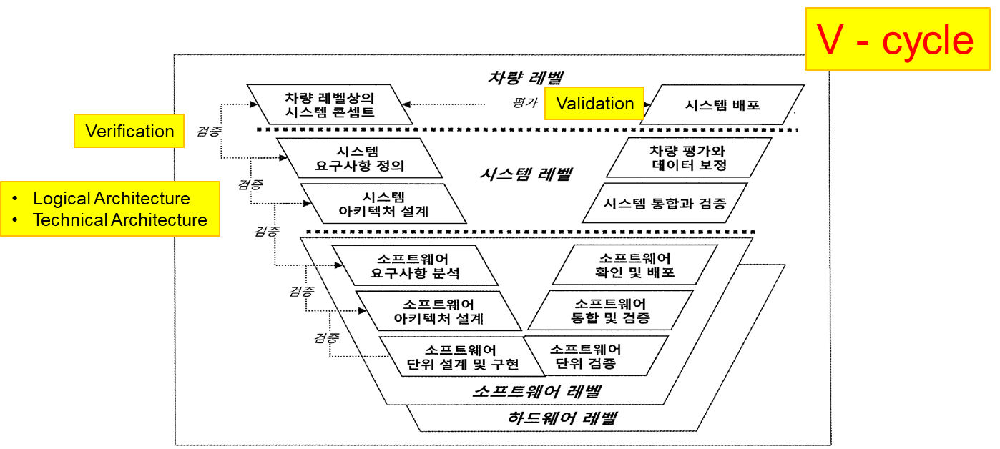 V - cycle
차량 레벨
차량 레벨상의
시스템 콘셉트
평가
Validation
시스템 배포
Verification
검증
시스템
요구사항 정의
차량 평가와
데이터 보정
시스템 레벨
검증
• Logical Architecture
• Technical Architecture
시스템
아키텍처 설계
시스템 통합과 검증
검증
소프트웨어
요구사항 분석
소프트웨어
확인 및 배포
검증
소프트웨어
아키텍처 설계
소프트웨어
통합 및 검증
검증
소프트웨어
단위 설계 및 구현
소프트웨어
단위 검증
소프트웨어 레벨
하드웨어 레벨